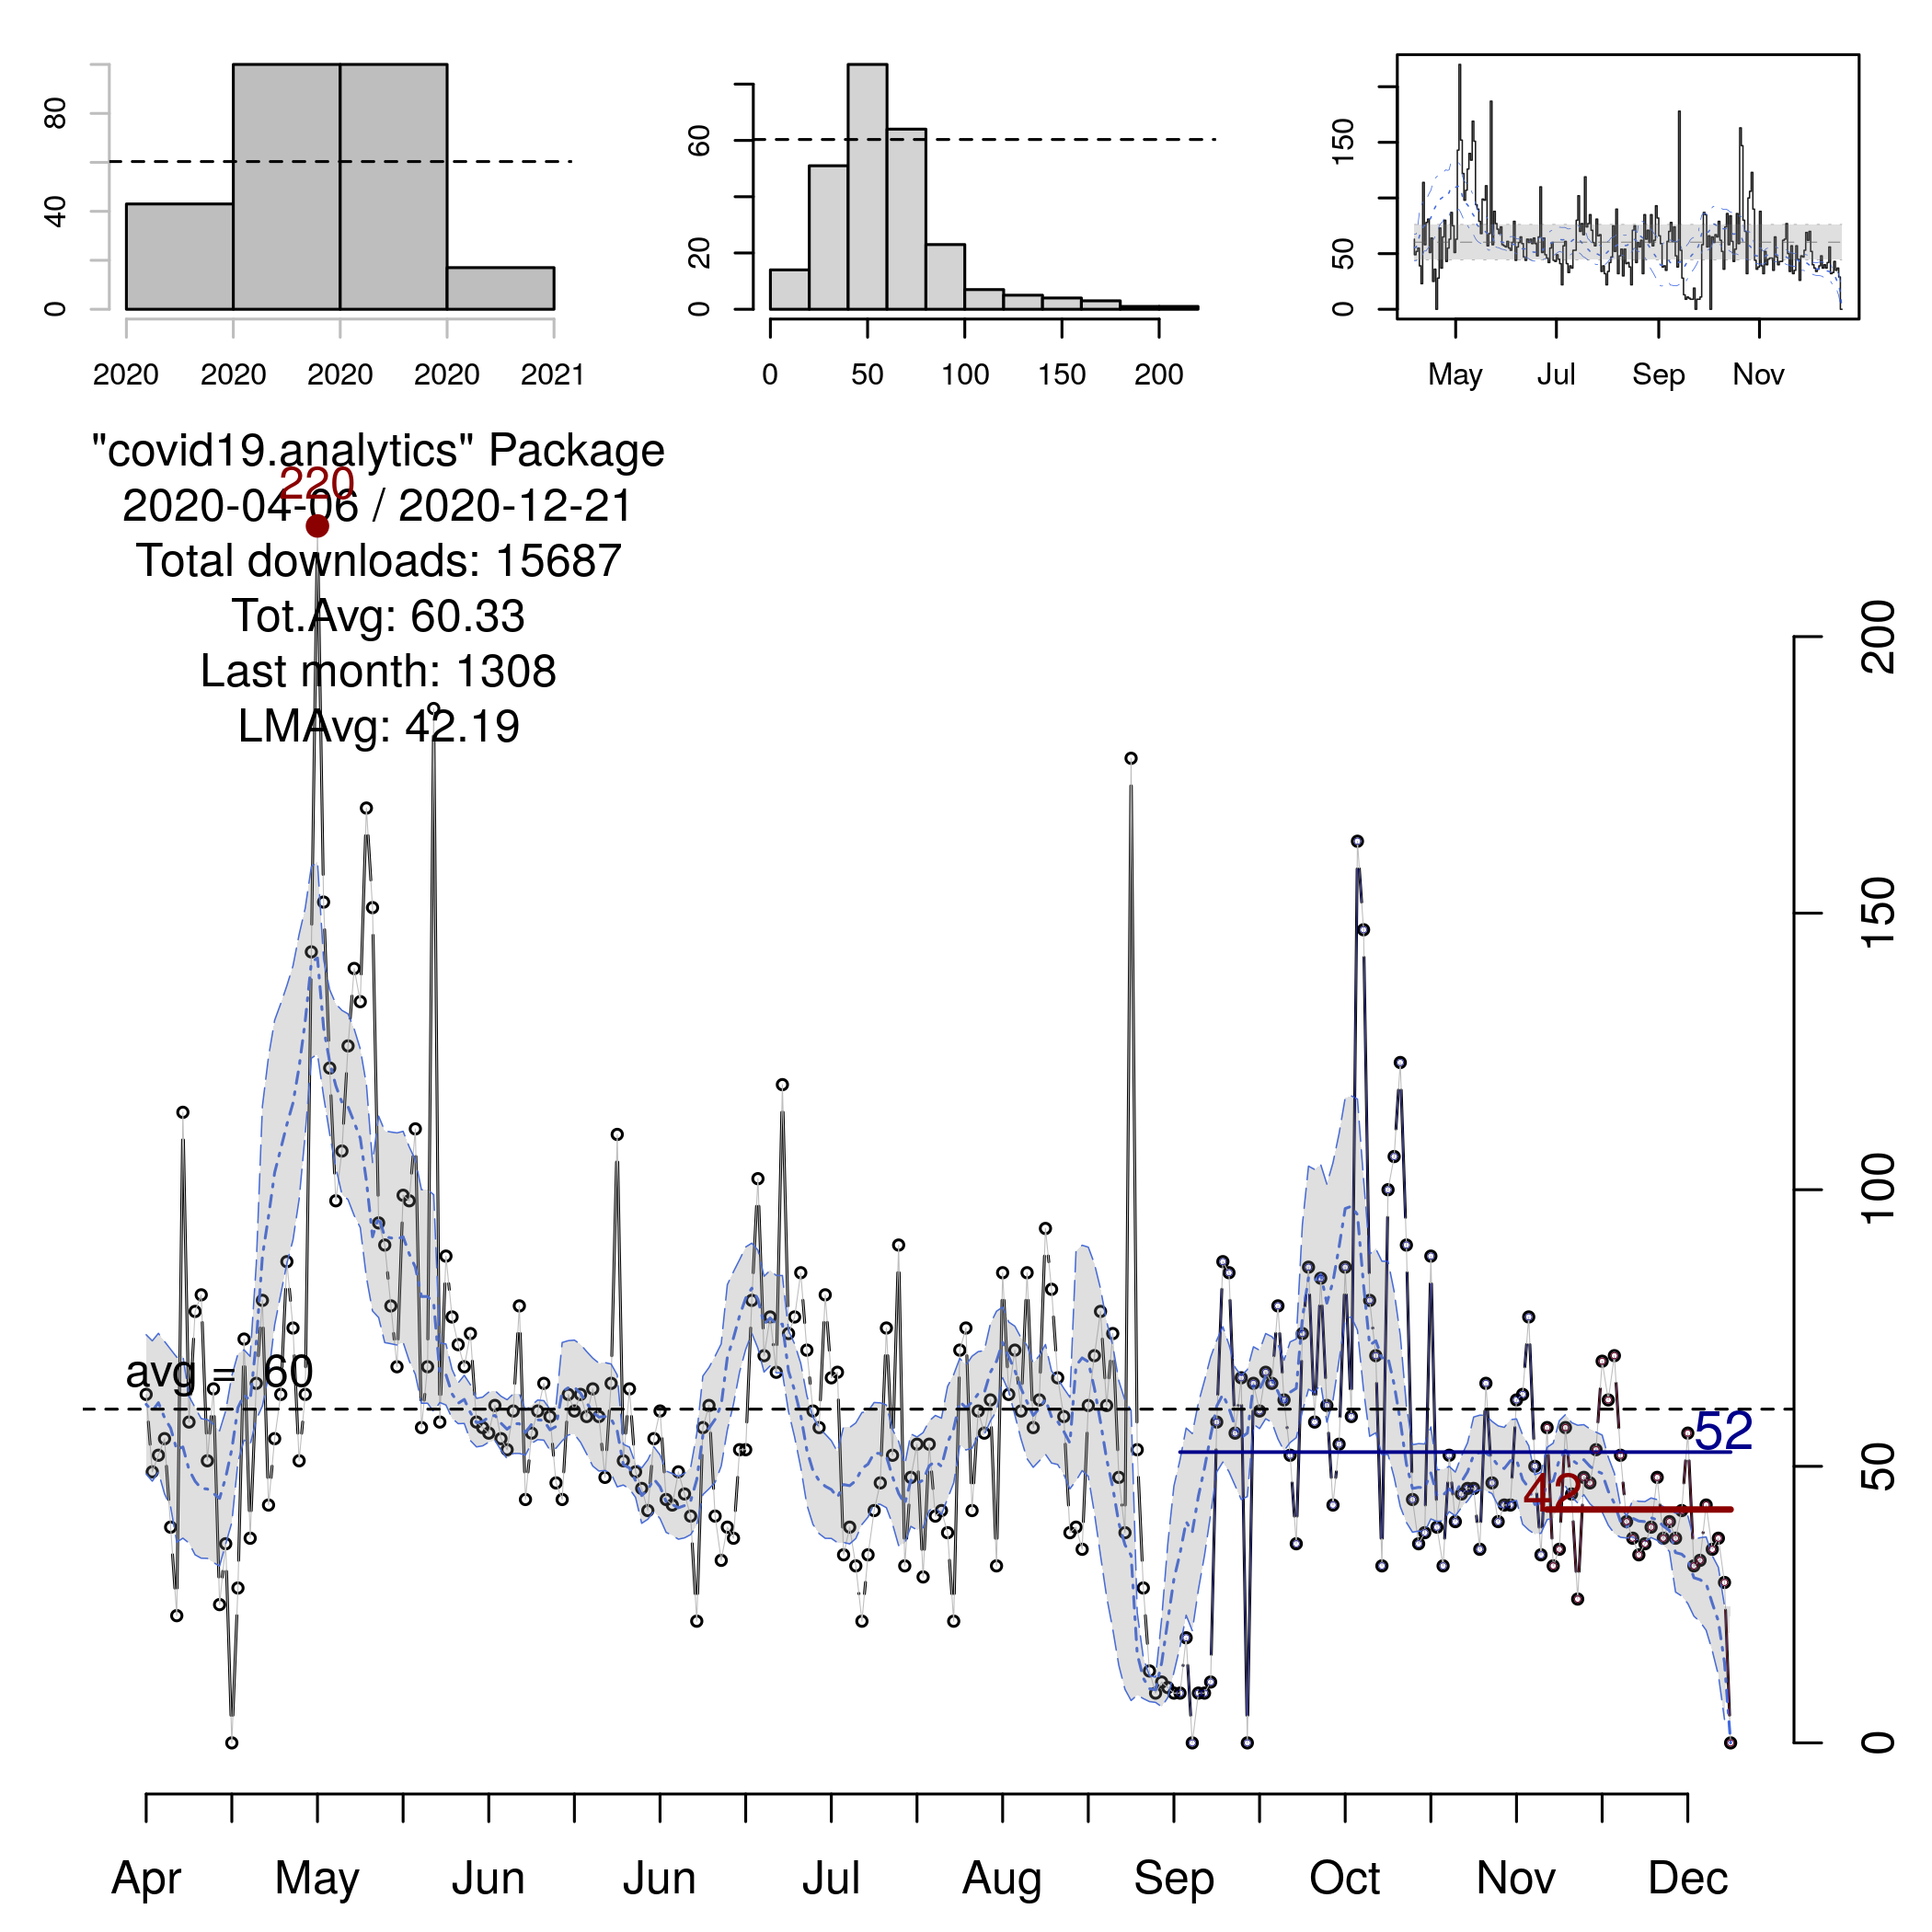 80
40
0
2020 2020 2020 2020 2021
60
20
0
0 50 100 150 200
150
50
0
May Jul Sep Nov
"covid19.analytics" Package
220
2020-04-06 / 2020-12-21
Total downloads: 15687
Tot.Avg: 60.33
Last month: 1308
LMAvg: 42.19
avg = 60
52
42
200
150
100
50
0
Apr May Jun Jun Jul Aug Sep Oct Nov Dec